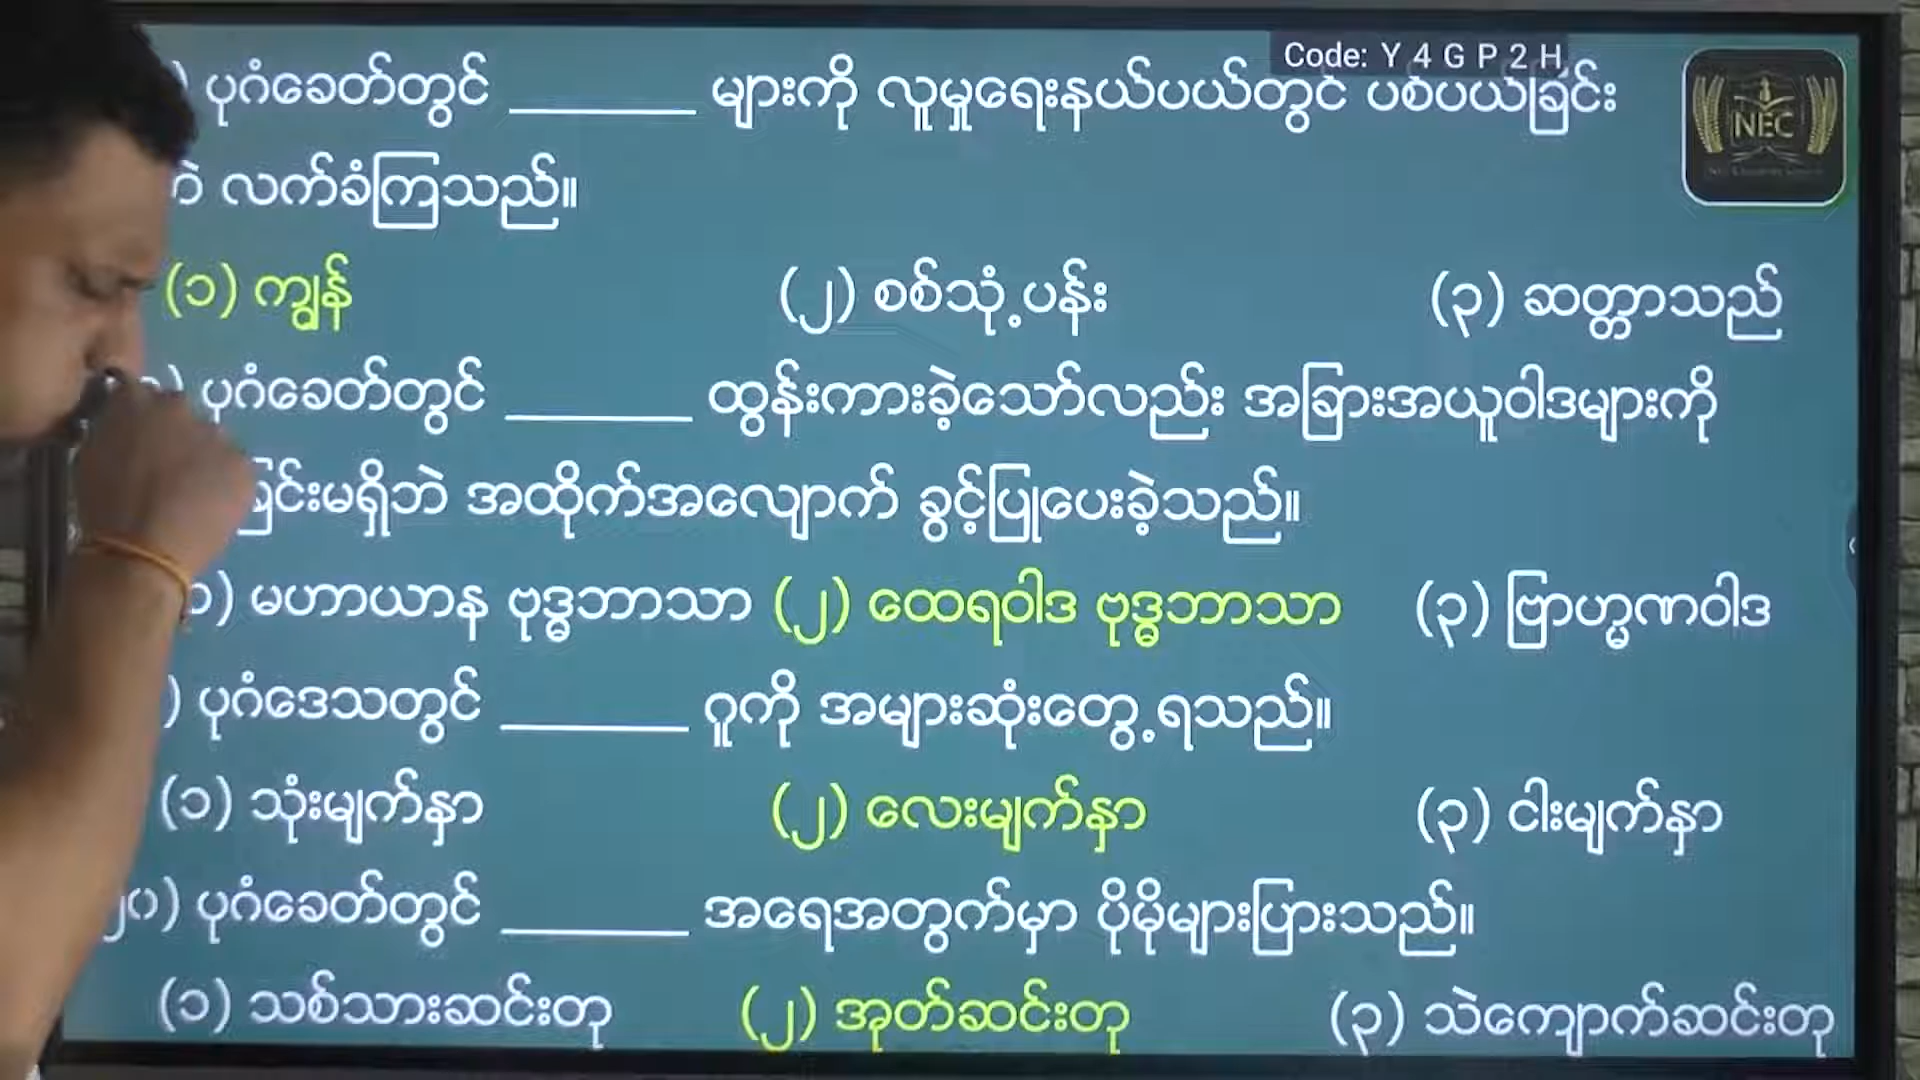 Code: Y 4 G P 2 H
) ပုဂံခေတ်တွင် ________ များကို လူမှုရေးနယ်ပယ်တွင် ပစ်ပယ်ခြင်း
NEC
လက်ခံကြသည်။
(၁) ကျွန် (၂) စစ်သုံ့ပန်း (၃) ဆတ္တာသည်
) ပုဂံခေတ်တွင် ________ ထွန်းကားခဲ့သော်လည်း အခြားအယူဝါဒများကို
ခြင်းမရှိဘဲ အထိုက်အလျောက် ခွင့်ပြုပေးခဲ့သည်။
(၁) မဟာယာန ဗုဒ္ဓဘာသာ (၂) ထေရဝါဒ ဗုဒ္ဓဘာသာ (၃) ဗြာဟ္မဏဝါဒ
) ပုဂံဒေသတွင် ________ ဂူကို အများဆုံးတွေ့ရသည်။
(၁) သုံးမျက်နှာ (၂) လေးမျက်နှာ (၃) ငါးမျက်နှာ
၂၀) ပုဂံခေတ်တွင် ________ အရေအတွက်မှာ ပိုမိုများပြားသည်။
(၁) သစ်သားဆင်းတု (၂) အုတ်ဆင်းတု (၃) သဲကျောက်ဆင်းတု